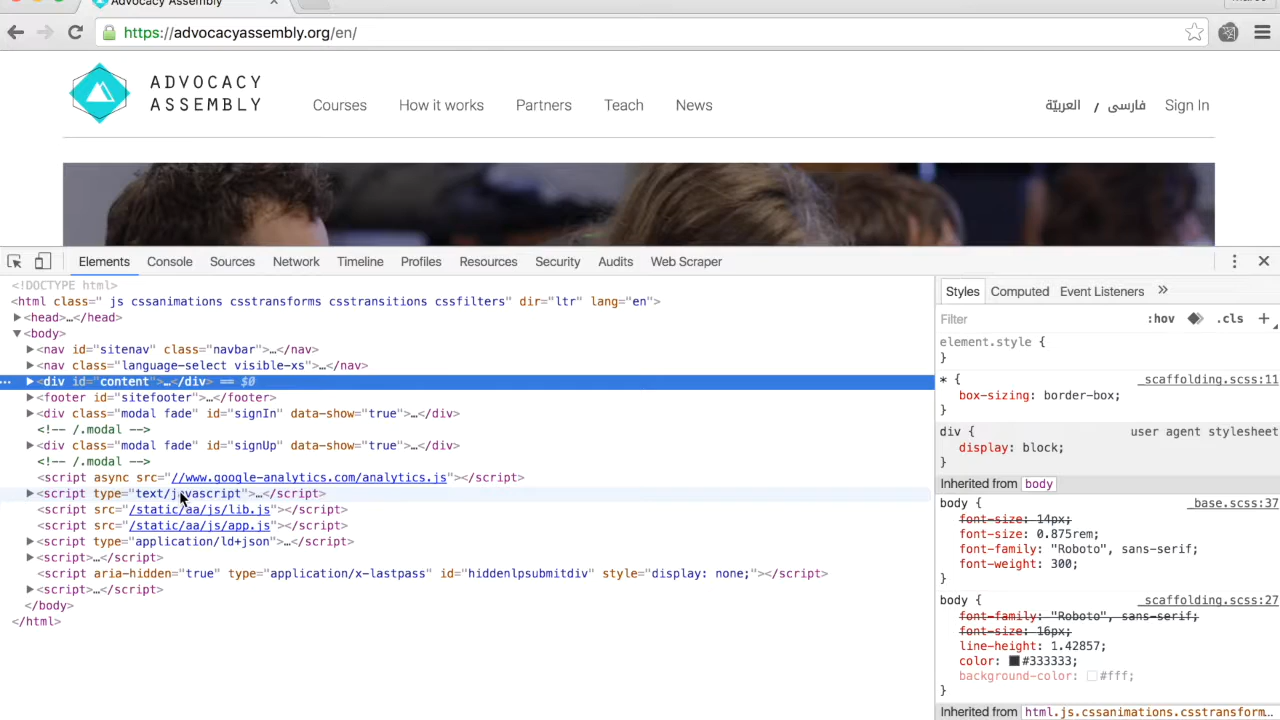 Advocacy Assembly
https://advocacyassembly.org/en/
ADVOCACY
ASSEMBLY
Courses How it works Partners Teach News العربيّة / فارسی Sign In
Elements Console Sources Network Timeline Profiles Resources Security Audits Web Scraper
<!DOCTYPE html>
<html class=" js cssanimations csstransforms csstransitions cssfilters" dir="ltr" lang="en">
<head>…</head>
<body>
<nav id="sitenav" class="navbar">…</nav>
<nav class="language-select visible-xs">…</nav>
<div id="content">…</div> == $0
<footer id="sitefooter">…</footer>
<div class="modal fade" id="signIn" data-show="true">…</div>
<!-- /.modal -->
<div class="modal fade" id="signUp" data-show="true">…</div>
<!-- /.modal -->
<script async src="//www.google-analytics.com/analytics.js"></script>
<script type="text/javascript">…</script>
<script src="/static/aa/js/lib.js"></script>
<script src="/static/aa/js/app.js"></script>
<script type="application/ld+json">…</script>
<script>…</script>
<script aria-hidden="true" type="application/x-lastpass" id="hiddenlpsubmitdiv" style="display: none;"></script>
<script>…</script>
</body>
</html>
Styles Computed Event Listeners »
Filter :hov .cls +
element.style {
}
* { _scaffolding.scss:11
box-sizing: border-box;
}
div { user agent stylesheet
display: block;
}
Inherited from body
body { _base.scss:37
font-size: 14px;
font-size: 0.875rem;
font-family: "Roboto", sans-serif;
font-weight: 300;
}
body { _scaffolding.scss:27
font-family: "Roboto", sans-serif;
font-size: 16px;
line-height: 1.42857;
color: #333333;
background-color: #fff;
}
Inherited from html.js.cssanimations.csstransform…